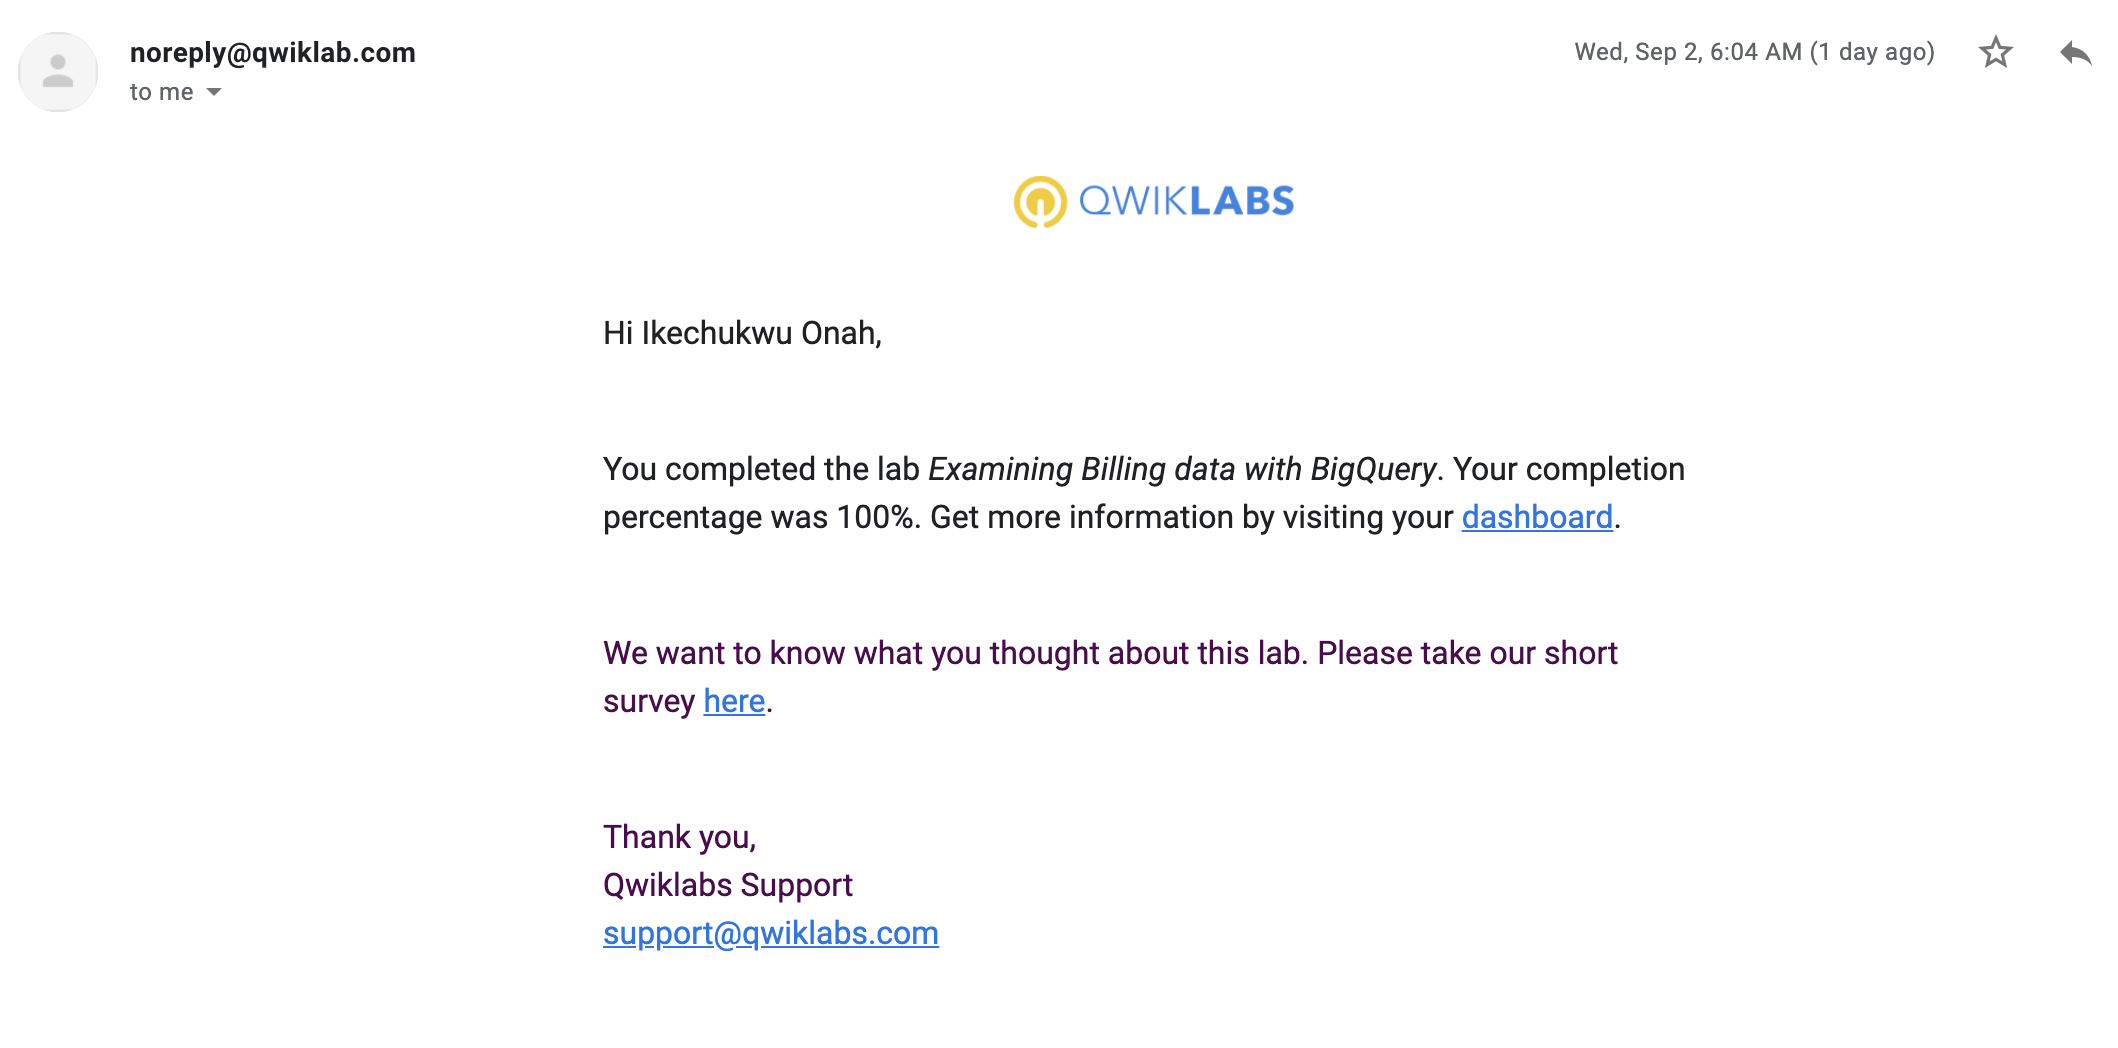 noreply@qwiklab.com
Wed, Sep 2, 6:04 AM (1 day ago)
to me
QWIKLABS
Hi Ikechukwu Onah,
You completed the lab Examining Billing data with BigQuery. Your completion
percentage was 100%. Get more information by visiting your dashboard.
We want to know what you thought about this lab. Please take our short
survey here.
Thank you,
Qwiklabs Support
support@qwiklabs.com